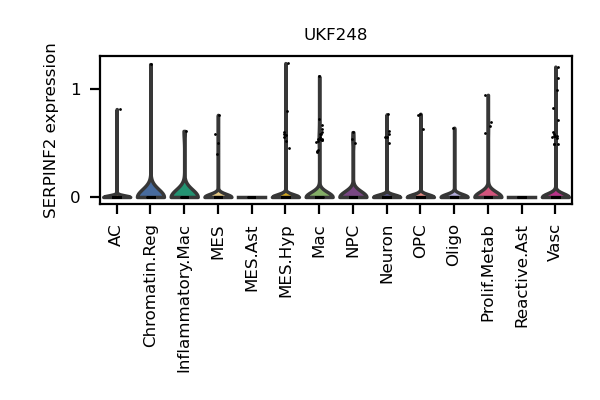 UKF248
SERPINF2 expression
1
0
AC
Chromatin.Reg
Inflammatory.Mac
MES
MES.Ast
MES.Hyp
Mac
NPC
Neuron
OPC
Oligo
Prolif.Metab
Reactive.Ast
Vasc